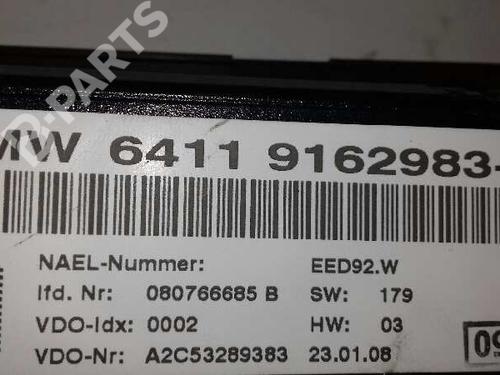 B-PARTS
MW 6411 9162983-
NAEL-Nummer: EED92.W
lfd. Nr: 080766685 B SW: 179
VDO-Idx: 0002 HW: 03
VDO-Nr: A2C53289383 23.01.08
09